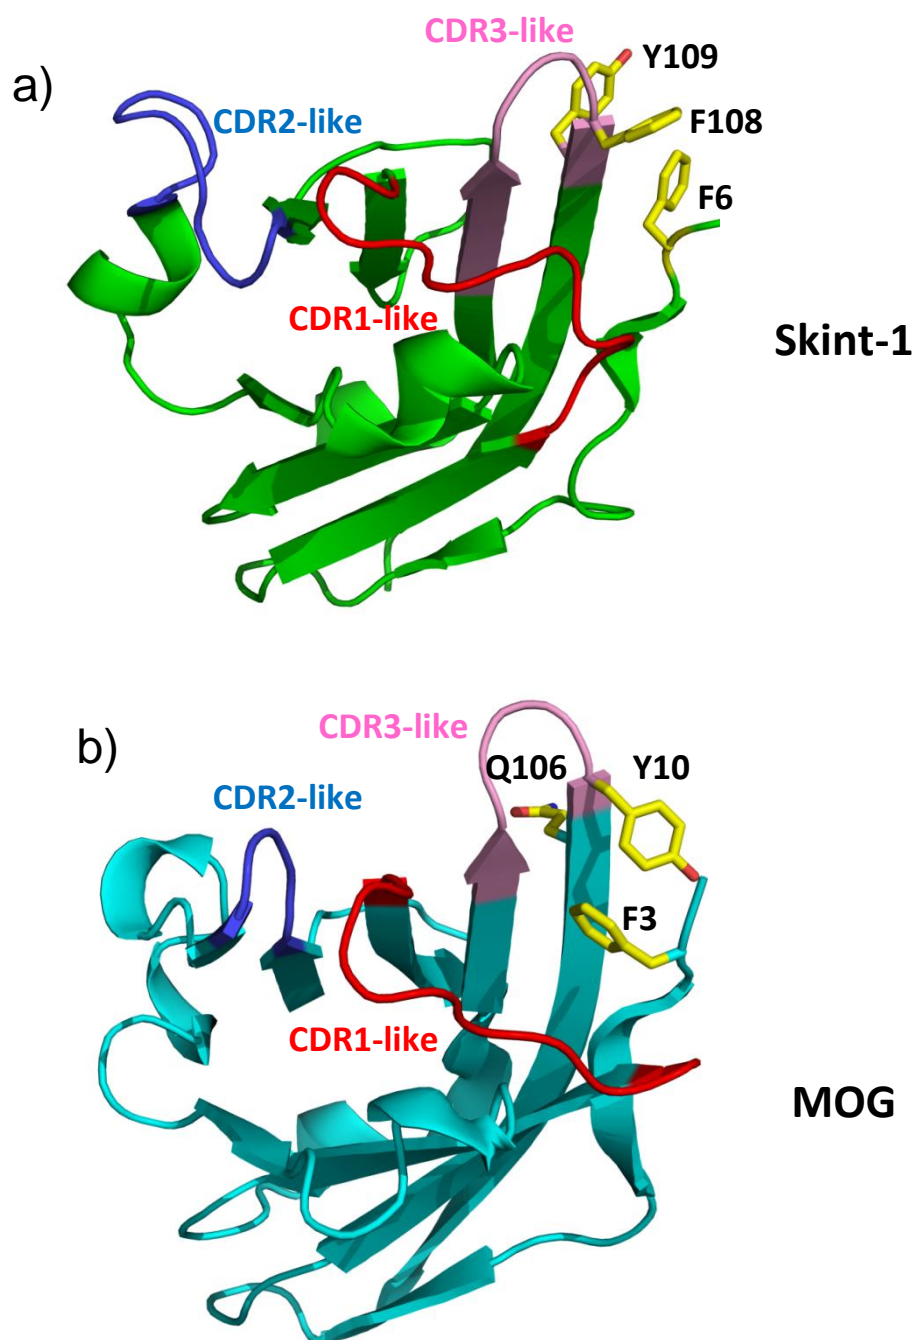 a)
CDR3-like
Y109
CDR2-like
F108
F6
CDR1-like
Skint-1
b)
CDR3-like
Q106
Y10
CDR2-like
F3
CDR1-like
MOG